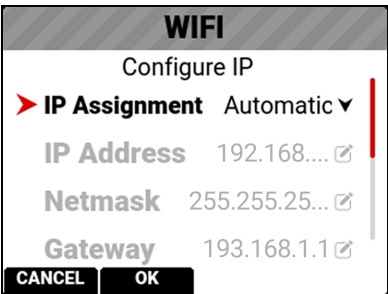 WIFI
Configure IP
IP Assignment Automatic
IP Address 192.168....
Netmask 255.255.25...
Gateway 193.168.1.1
CANCEL OK